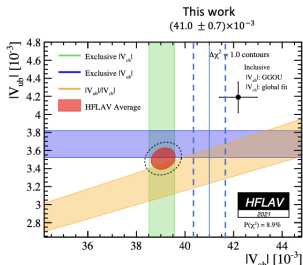 This work
(41.0 ± 0.7)×10⁻³
|V_ub| [10⁻³]
4.8
4.6
4.4
4.2
4
3.8
3.6
3.4
3.2
3
2.8
Exclusive |V_cb|
Exclusive |V_ub|
|V_ub|/|V_cb|
HFLAV Average
Δχ² = 1.0 contours
Inclusive
|V_ub|: GGOU
|V_cb|: global fit
HFLAV
2021
P(χ²) = 8.9%
36
38
40
42
44
|V_cb| [10⁻³]